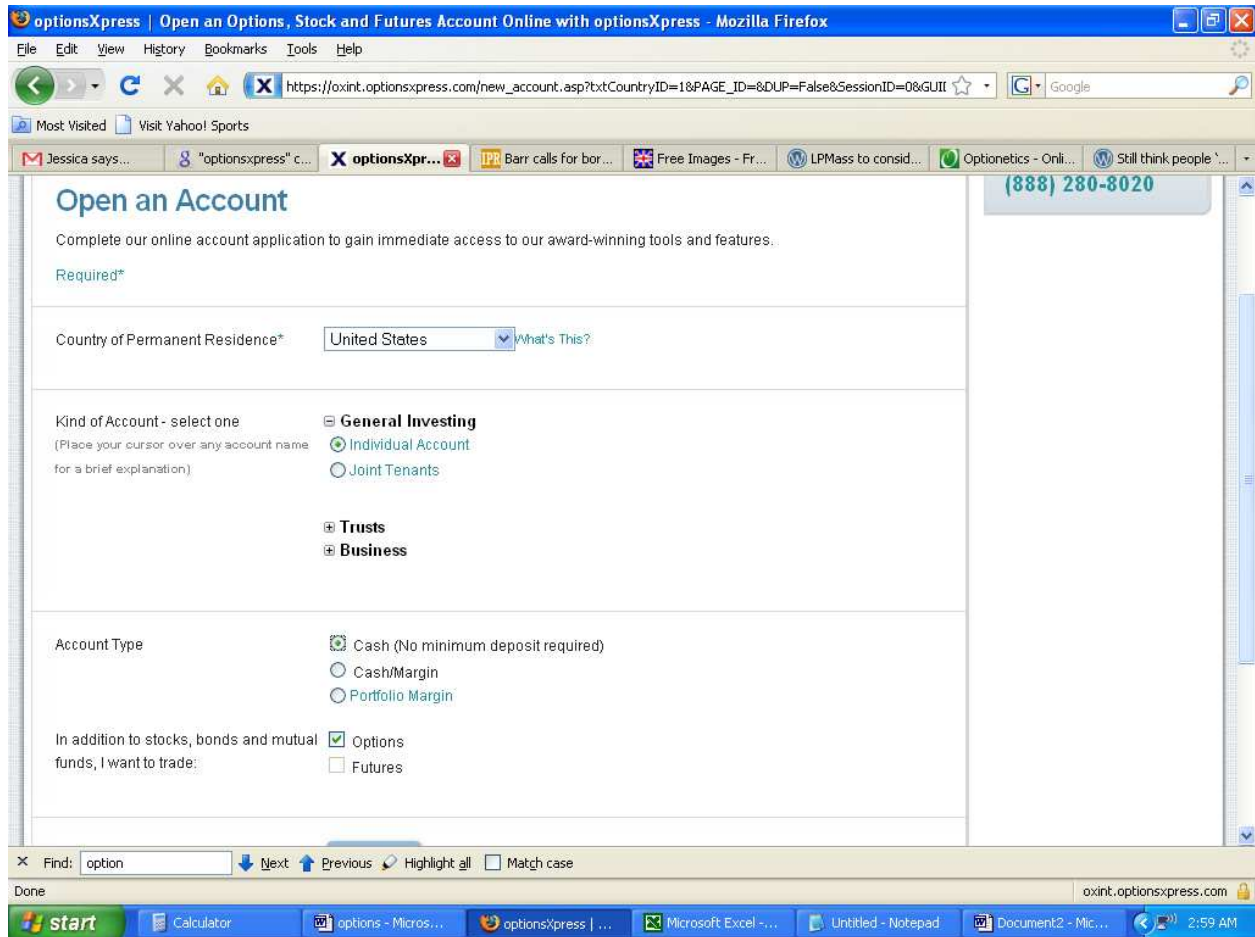 optionsXpress | Open an Options, Stock and Futures Account Online with optionsXpress - Mozilla Firefox
File Edit View History Bookmarks Tools Help
https://oxint.optionsxpress.com/new_account.asp?txtCountryID=1&PAGE_ID=&DUP=False&SessionID=0&GUII
G Google
Most Visited Visit Yahoo! Sports
Jessica says... "optionsxpress" c... optionsXpr... IPR Barr calls for bor... Free Images - Fr... LPMass to consid... Optionetics - Onli... Still think people '...
(888) 280-8020
Open an Account
Complete our online account application to gain immediate access to our award-winning tools and features.
Required*
Country of Permanent Residence* United States What's This?
Kind of Account - select one General Investing
(Place your cursor over any account name Individual Account
for a brief explanation) Joint Tenants
Trusts
Business
Account Type Cash (No minimum deposit required)
Cash/Margin
Portfolio Margin
In addition to stocks, bonds and mutual Options
funds, I want to trade: Futures
Find: option Next Previous Highlight all Match case
Done oxint.optionsxpress.com
start Calculator options - Micros... optionsXpress | ... Microsoft Excel -... Untitled - Notepad Document2 - Mic... 2:59 AM